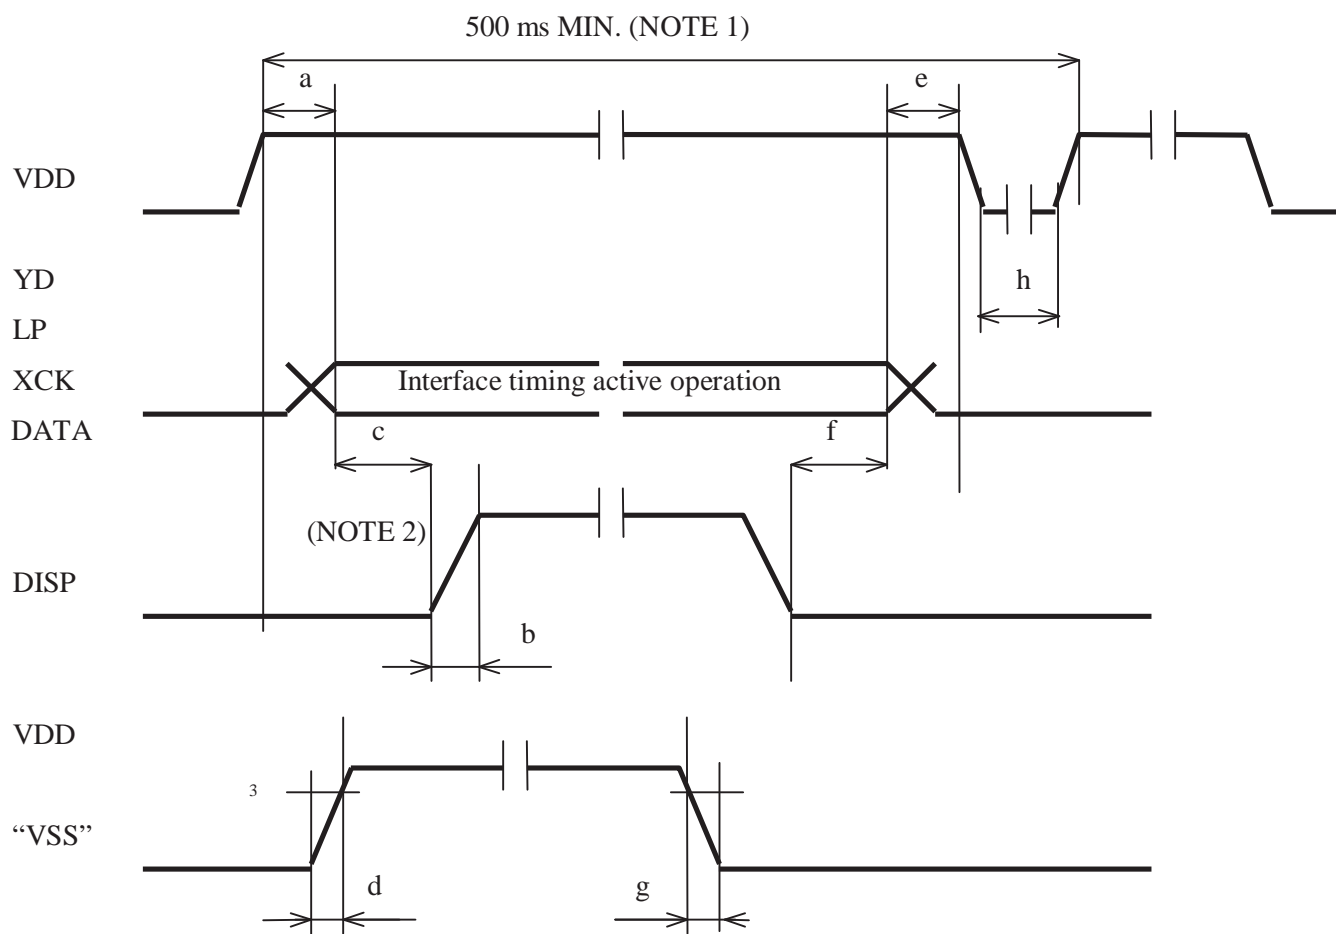 500 ms MIN. (NOTE 1)
a
e
VDD
YD
h
LP
XCK
Interface timing active operation
DATA
c
f
(NOTE 2)
DISP
b
VDD
3
“VSS”
d
g